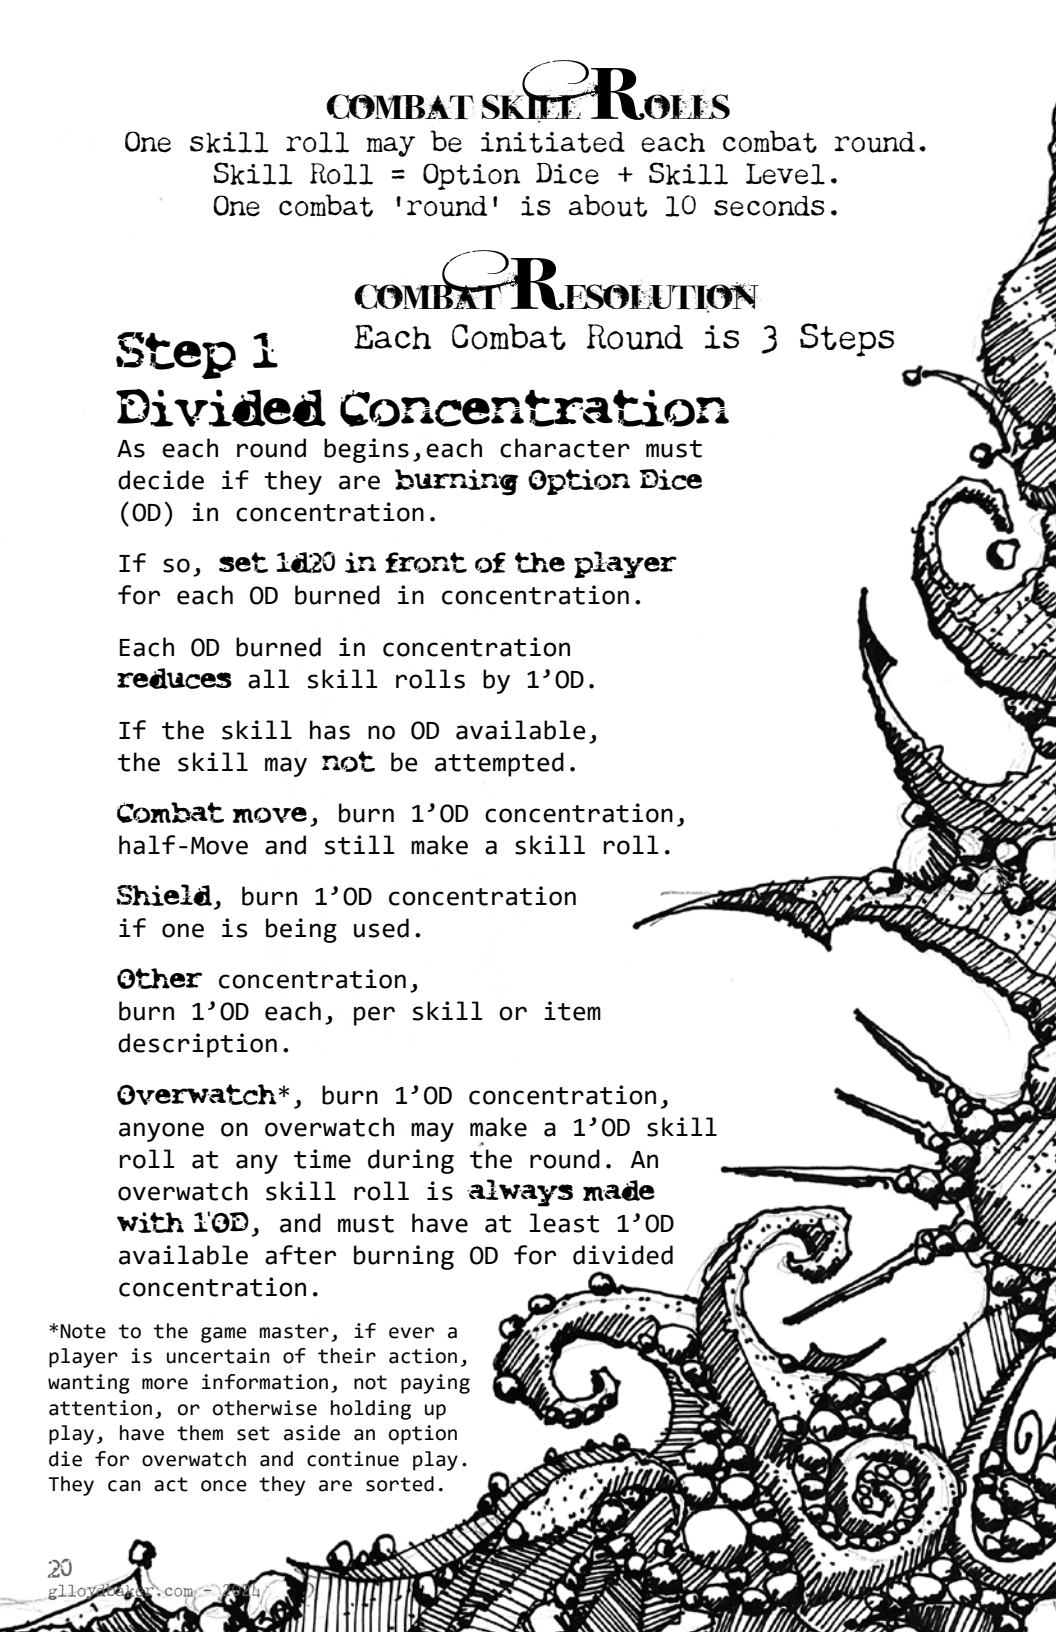 COMBAT SKILL ROLLS
One skill roll may be initiated each combat round.
Skill Roll = Option Dice + Skill Level.
One combat 'round' is about 10 seconds.
COMBAT RESOLUTION
Each Combat Round is 3 Steps
Step 1
Divided Concentration
As each round begins,each character must
decide if they are burning Option Dice
(OD) in concentration.
If so, set 1d20 in front of the player
for each OD burned in concentration.
Each OD burned in concentration
reduces all skill rolls by 1’OD.
If the skill has no OD available,
the skill may not be attempted.
Combat move, burn 1’OD concentration,
half-Move and still make a skill roll.
Shield, burn 1’OD concentration
if one is being used.
Other concentration,
burn 1’OD each, per skill or item
description.
Overwatch*, burn 1’OD concentration,
anyone on overwatch may make a 1’OD skill
roll at any time during the round. An
overwatch skill roll is always made
with 1'OD, and must have at least 1’OD
available after burning OD for divided
concentration.
*Note to the game master, if ever a
player is uncertain of their action,
wanting more information, not paying
attention, or otherwise holding up
play, have them set aside an option
die for overwatch and continue play.
They can act once they are sorted.
20
glloydbaker.com - 2024